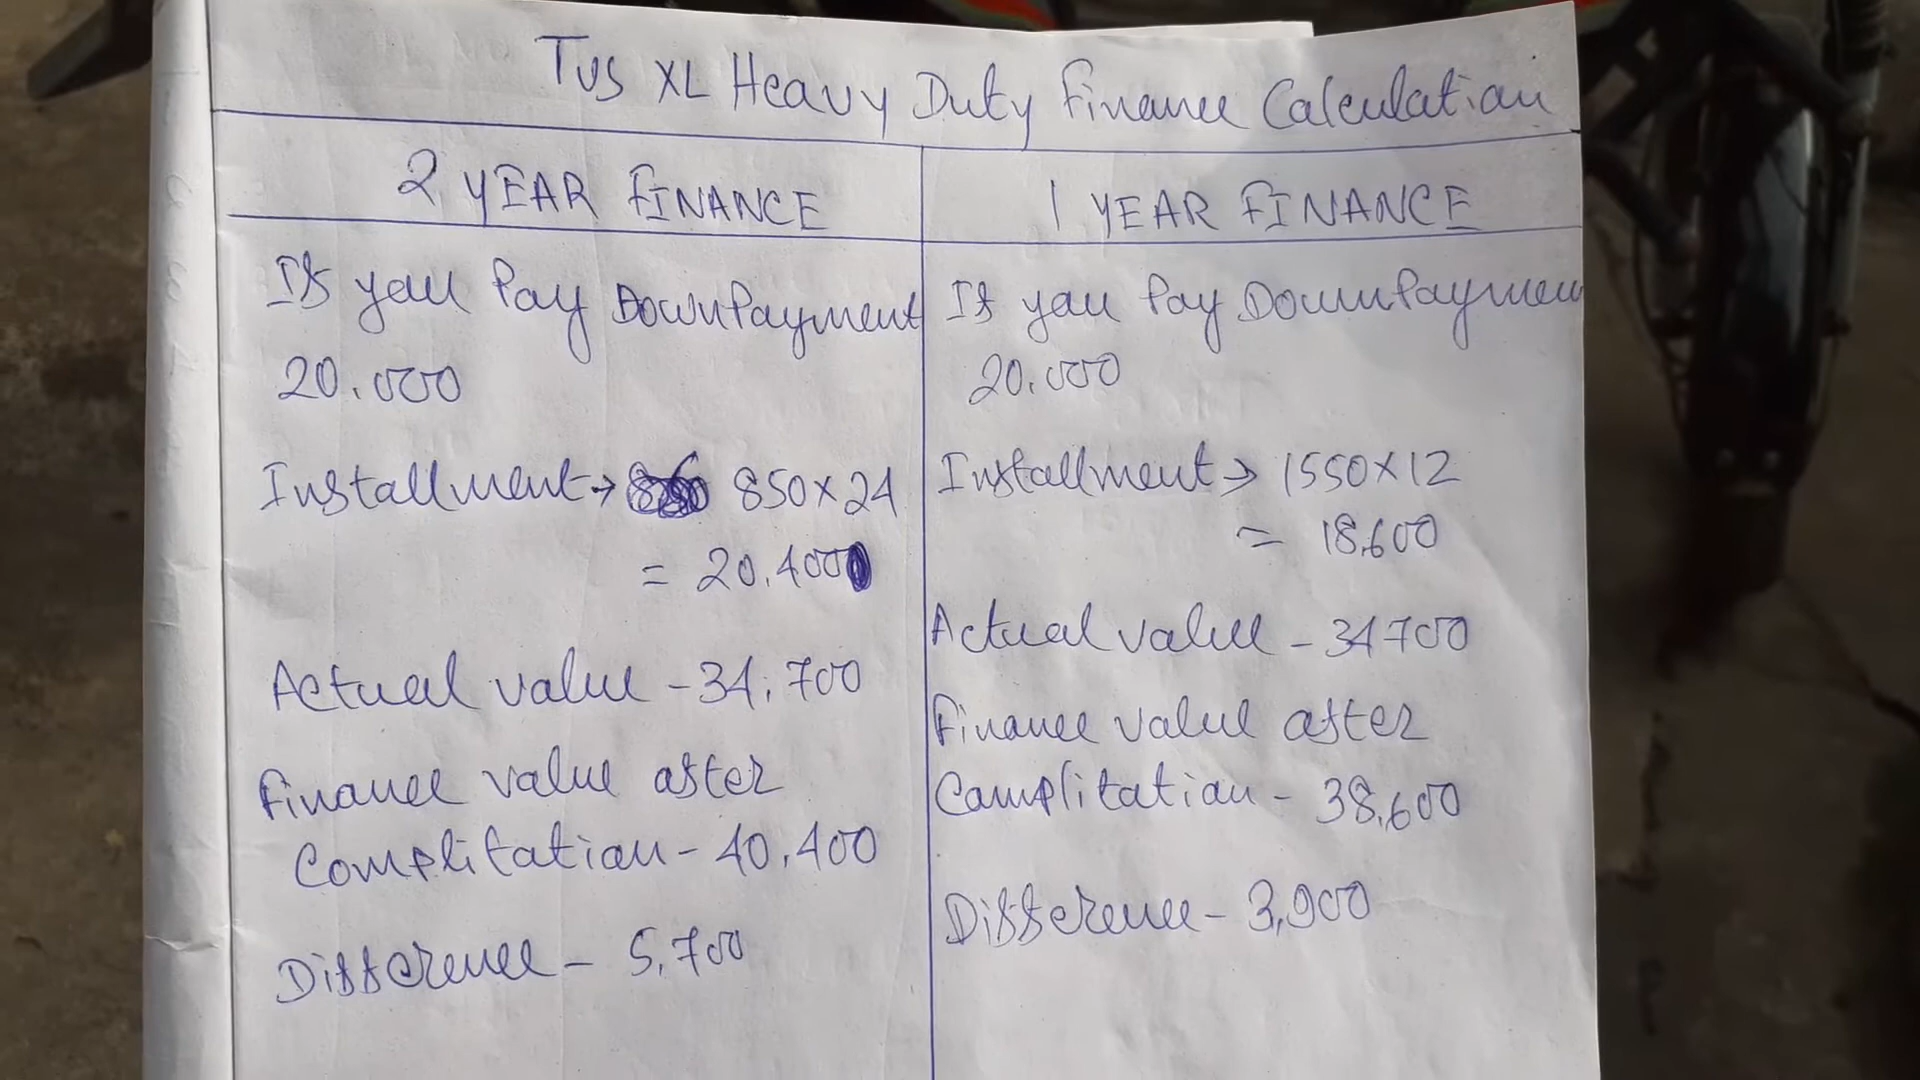 TVS XL Heavy Duty Finance Calculation
2 YEAR FINANCE
If you Pay DownPayment
20.000
Installment → 850×24
= 20.400
Actual value - 34.700
Finance value after
Complitation - 40.400
Difference - 5.700
1 YEAR FINANCE
If you Pay DownPaymen
20.000
Installment → 1550×12
= 18.600
Actual value - 34700
Finance value after
Complitation - 38.600
Difference - 3.900